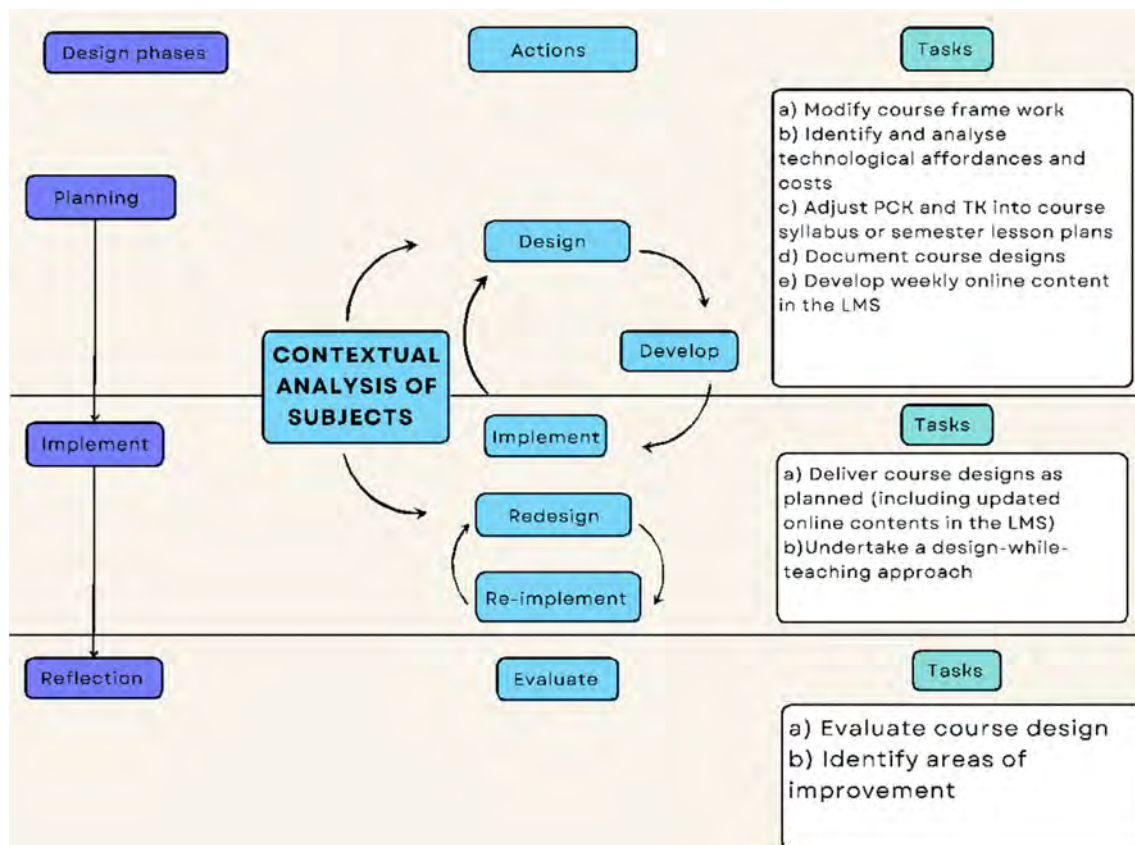 Design phases
Actions
Tasks
Planning
Design
Develop
CONTEXTUAL
ANALYSIS OF
SUBJECTS
a) Modify course frame work
b) Identify and analyse
technological affordances and
costs
c) Adjust PCK and TK into course
syllabus or semester lesson plans
d) Document course designs
e) Develop weekly online content
in the LMS
Implement
Implement
Redesign
Re-implement
Tasks
a) Deliver course designs as
planned (including updated
online contents in the LMS)
b)Undertake a design-while-
teaching approach
Reflection
Evaluate
Tasks
a) Evaluate course design
b) Identify areas of
improvement